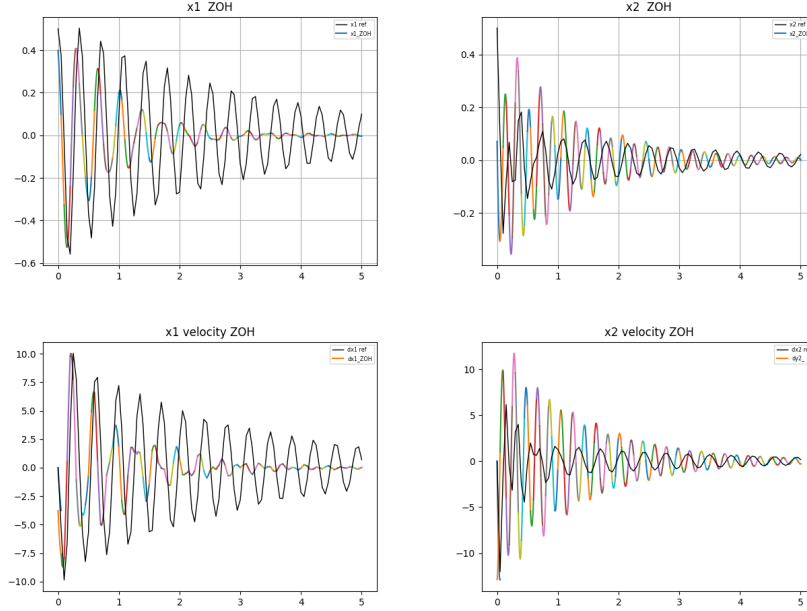 x1 ZOH
x1 ref
x1_ZOH
0.4
0.2
0.0
−0.2
−0.4
−0.6
0 1 2 3 4 5
x2 ZOH
x2 ref
x2_ZOH
0.4
0.2
0.0
−0.2
0 1 2 3 4 5
x1 velocity ZOH
dx1 ref
dx1_ZOH
10.0
7.5
5.0
2.5
0.0
−2.5
−5.0
−7.5
−10.0
0 1 2 3 4 5
x2 velocity ZOH
dx2 re
dy2_
10
5
0
−5
−10
0 1 2 3 4 5